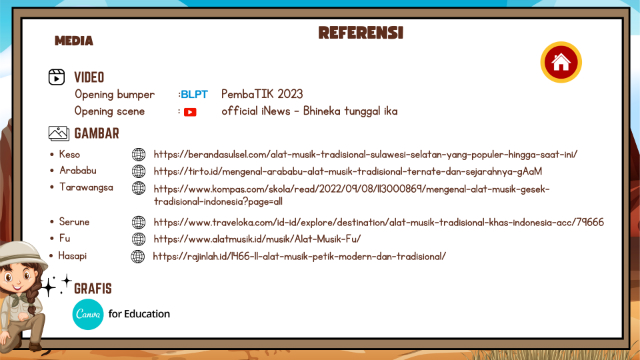 REFERENSI
MEDIA
VIDEO
Opening bumper :BLPT PembaTIK 2023
Opening scene : official iNews - Bhineka tunggal ika
GAMBAR
• Keso https://berandasulsel.com/alat-musik-tradisional-sulawesi-selatan-yang-populer-hingga-saat-ini/
• Arababu https://tirto.id/mengenal-arababu-alat-musik-tradisional-ternate-dan-sejarahnya-gAaM
• Tarawangsa https://www.kompas.com/skola/read/2022/09/08/113000869/mengenal-alat-musik-gesek-
tradisional-indonesia?page=all
• Serune https://www.traveloka.com/id-id/explore/destination/alat-musik-tradisional-khas-indonesia-acc/79666
• Fu https://www.alatmusik.id/musik/Alat-Musik-Fu/
• Hasapi https://rajinlah.id/1466-11-alat-musik-petik-modern-dan-tradisional/
GRAFIS
Canva for Education